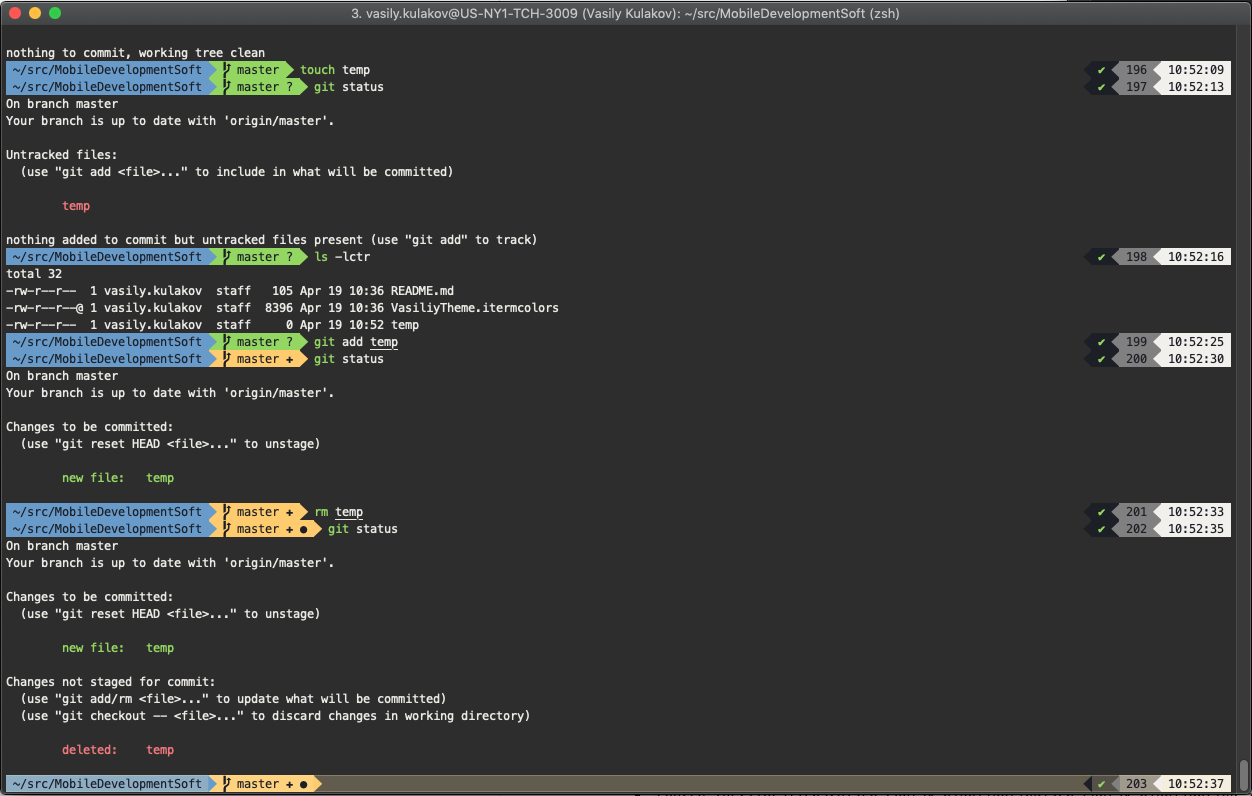 3. vasily.kulakov@US-NY1-TCH-3009 (Vasily Kulakov): ~/src/MobileDevelopmentSoft (zsh)
nothing to commit, working tree clean
~/src/MobileDevelopmentSoft master touch temp ✔ 196 10:52:09
~/src/MobileDevelopmentSoft master ? git status ✔ 197 10:52:13
On branch master
Your branch is up to date with 'origin/master'.
Untracked files:
(use "git add <file>..." to include in what will be committed)
temp
nothing added to commit but untracked files present (use "git add" to track)
~/src/MobileDevelopmentSoft master ? ls -lctr ✔ 198 10:52:16
total 32
-rw-r--r-- 1 vasily.kulakov staff 105 Apr 19 10:36 README.md
-rw-r--r--@ 1 vasily.kulakov staff 8396 Apr 19 10:36 VasiliyTheme.itermcolors
-rw-r--r-- 1 vasily.kulakov staff 0 Apr 19 10:52 temp
~/src/MobileDevelopmentSoft master ? git add temp ✔ 199 10:52:25
~/src/MobileDevelopmentSoft master + git status ✔ 200 10:52:30
On branch master
Your branch is up to date with 'origin/master'.
Changes to be committed:
(use "git reset HEAD <file>..." to unstage)
new file: temp
~/src/MobileDevelopmentSoft master + rm temp ✔ 201 10:52:33
~/src/MobileDevelopmentSoft master + ● git status ✔ 202 10:52:35
On branch master
Your branch is up to date with 'origin/master'.
Changes to be committed:
(use "git reset HEAD <file>..." to unstage)
new file: temp
Changes not staged for commit:
(use "git add/rm <file>..." to update what will be committed)
(use "git checkout -- <file>..." to discard changes in working directory)
deleted: temp
~/src/MobileDevelopmentSoft master + ● ✔ 203 10:52:37